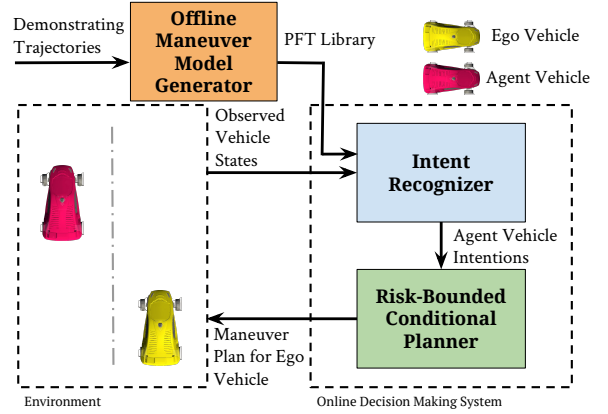 Demonstrating
Trajectories
Offline
Maneuver
Model
Generator
PFT Library
Ego Vehicle
Agent Vehicle
Observed
Vehicle
States
Intent
Recognizer
Agent Vehicle
Intentions
Risk-Bounded
Conditional
Planner
Maneuver
Plan for Ego
Vehicle
Environment
Online Decision Making System